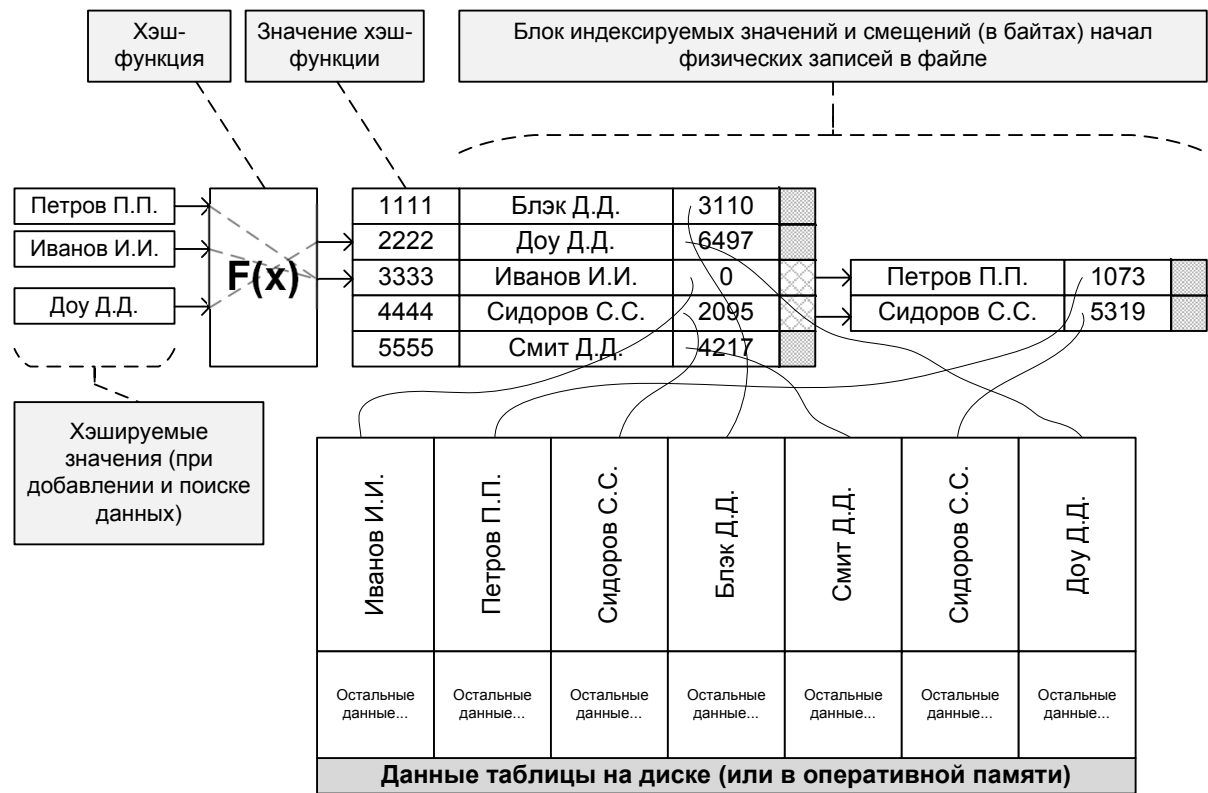 Хэш-
функция
Значение хэш-
функции
Блок индексируемых значений и смещений (в байтах) начал
физических записей в файле
Петров П.П.
Иванов И.И.
Доу Д.Д.
F(x)
1111 Блэк Д.Д. 3110
2222 Доу Д.Д. 6497
3333 Иванов И.И. 0
4444 Сидоров С.С. 2095
5555 Смит Д.Д. 4217
Петров П.П. 1073
Сидоров С.С. 5319
Хэшируемые
значения (при
добавлении и поиске
данных)
Иванов И.И.
Петров П.П.
Сидоров С.С.
Блэк Д.Д.
Смит Д.Д.
Сидоров С.С.
Доу Д.Д.
Остальные
данные...
Остальные
данные...
Остальные
данные...
Остальные
данные...
Остальные
данные...
Остальные
данные...
Остальные
данные...
Данные таблицы на диске (или в оперативной памяти)